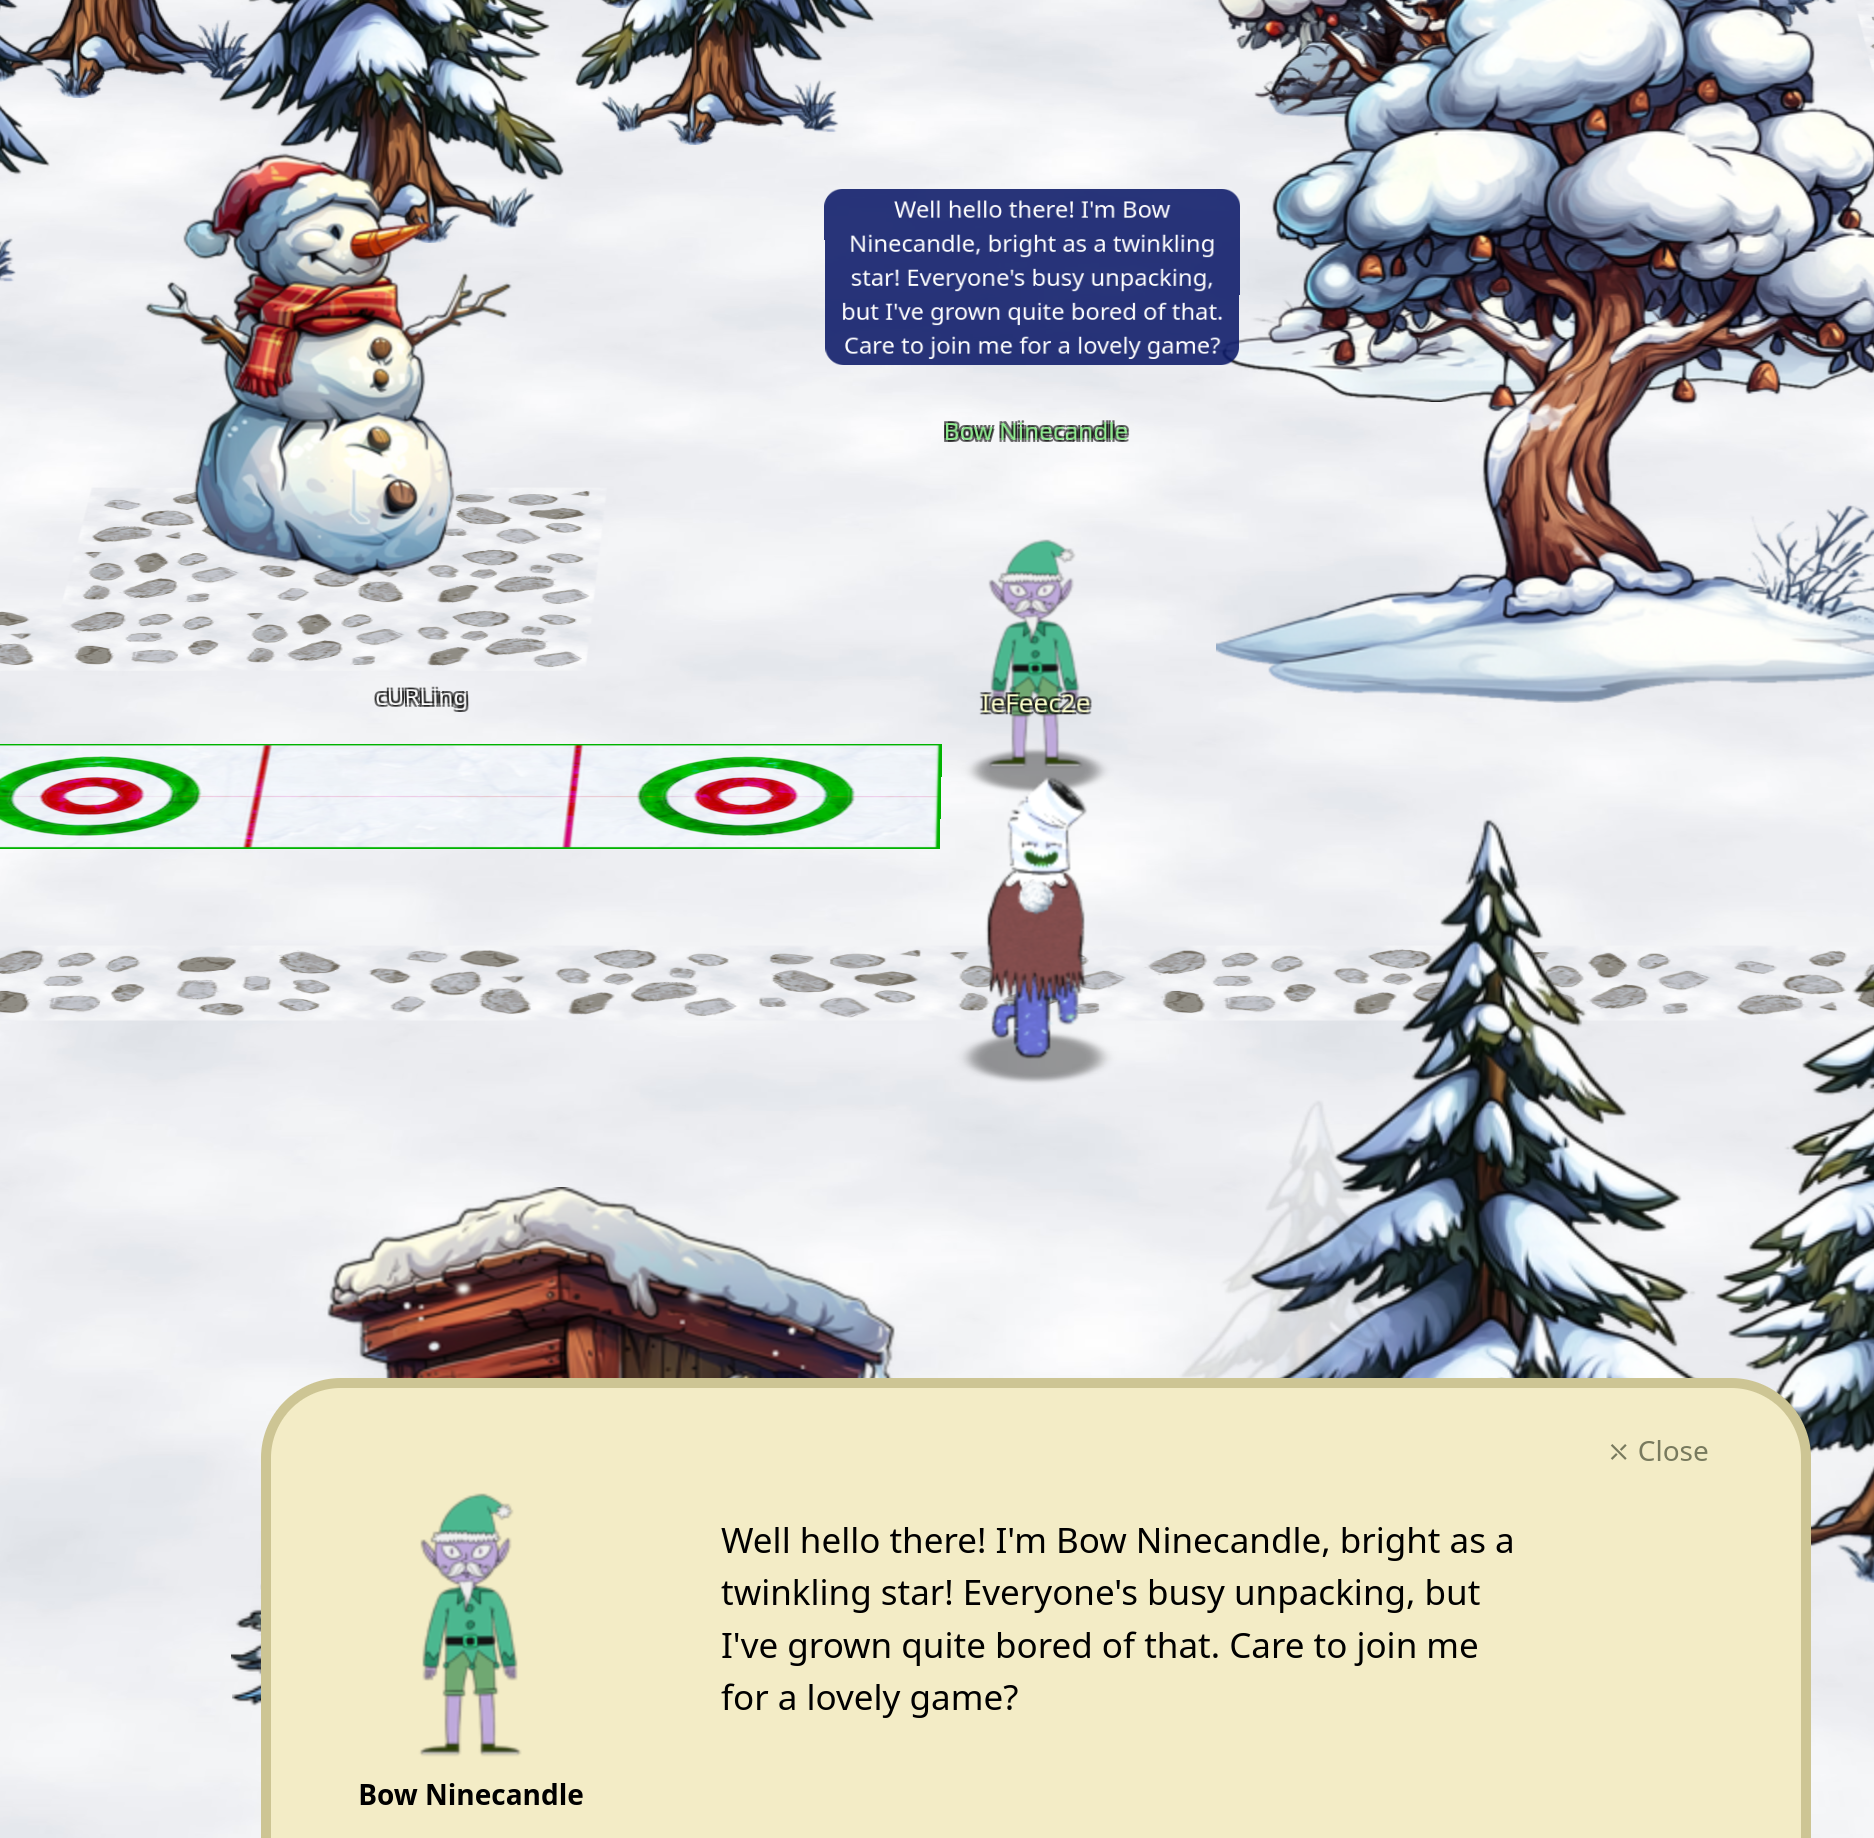 Well hello there! I'm Bow
Ninecandle, bright as a twinkling
star! Everyone's busy unpacking,
but I've grown quite bored of that.
Care to join me for a lovely game?
Bow Ninecandle
cURLing
IeFeec2e
× Close
Well hello there! I'm Bow Ninecandle, bright as a
twinkling star! Everyone's busy unpacking, but
I've grown quite bored of that. Care to join me
for a lovely game?
Bow Ninecandle